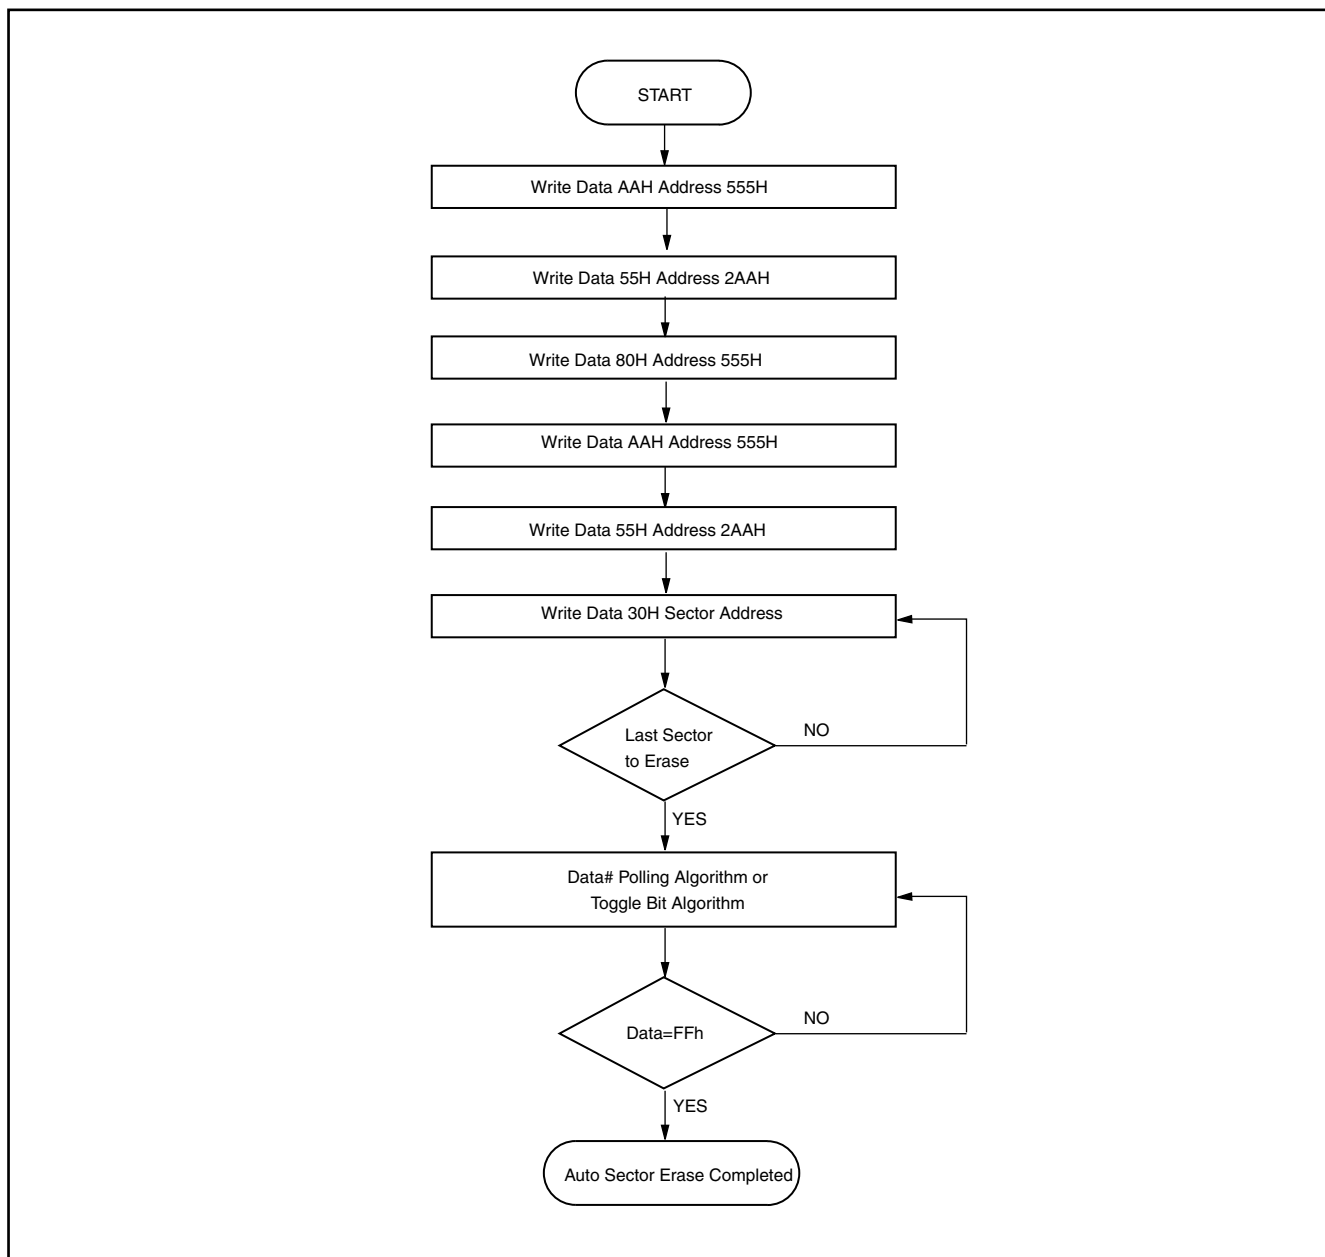 START
Write Data AAH Address 555H
Write Data 55H Address 2AAH
Write Data 80H Address 555H
Write Data AAH Address 555H
Write Data 55H Address 2AAH
Write Data 30H Sector Address
Last Sector
to Erase
NO
YES
Data# Polling Algorithm or
Toggle Bit Algorithm
Data=FFh
NO
YES
Auto Sector Erase Completed